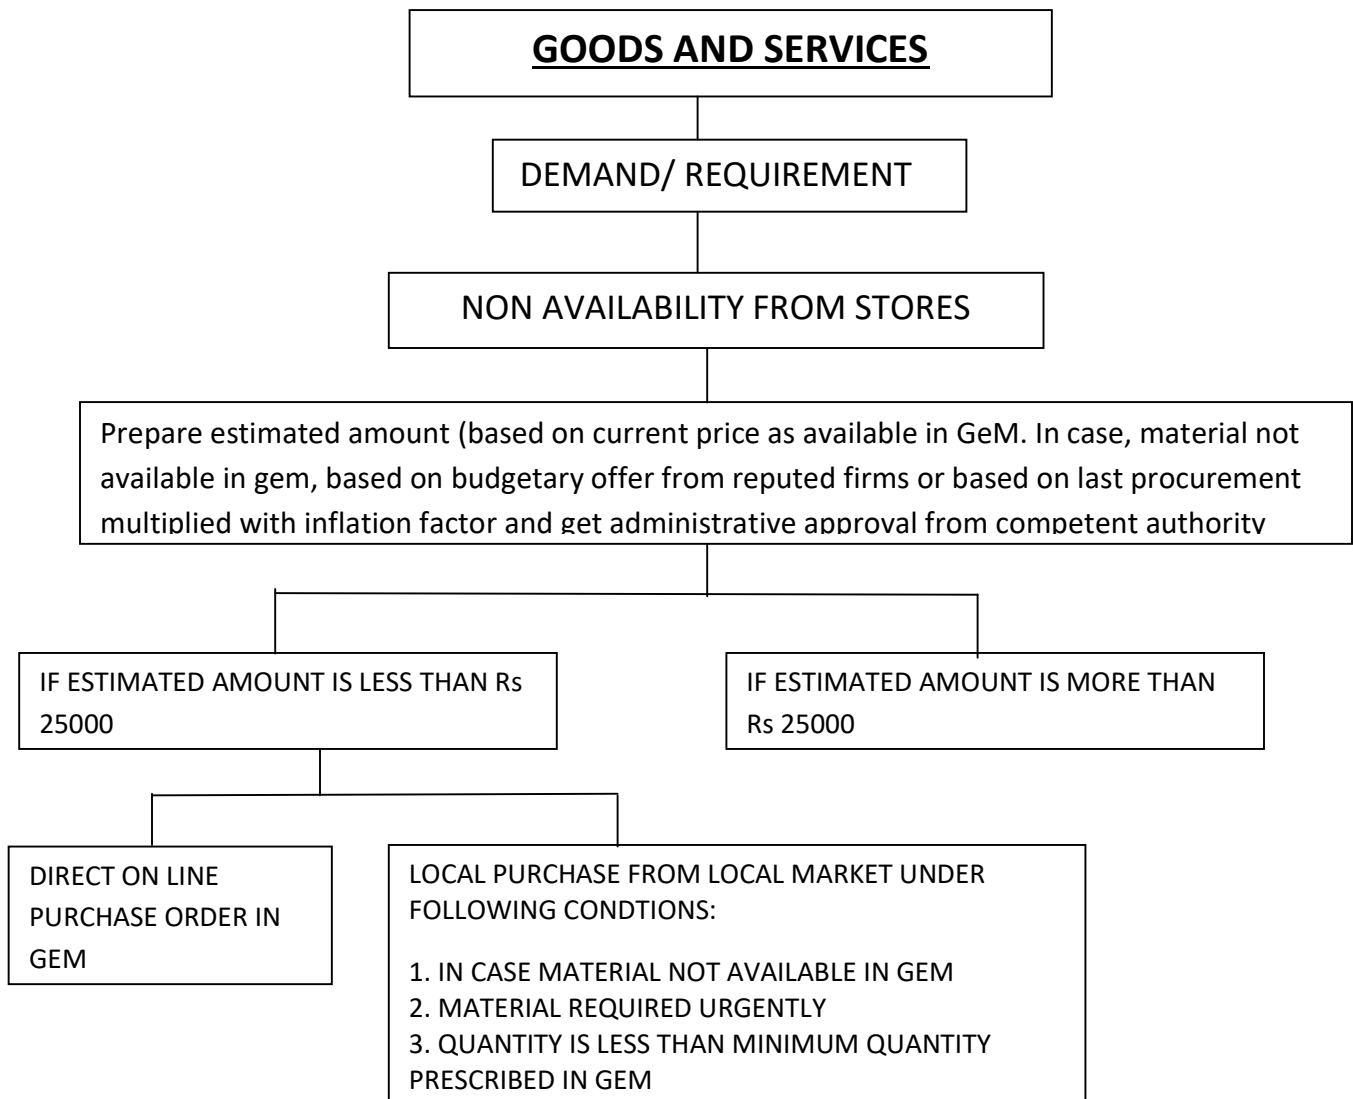 GOODS AND SERVICES
DEMAND/ REQUIREMENT
NON AVAILABILITY FROM STORES
Prepare estimated amount (based on current price as available in GeM. In case, material not
available in gem, based on budgetary offer from reputed firms or based on last procurement
multiplied with inflation factor and get administrative approval from competent authority
IF ESTIMATED AMOUNT IS LESS THAN Rs
25000
IF ESTIMATED AMOUNT IS MORE THAN
Rs 25000
DIRECT ON LINE
PURCHASE ORDER IN
GEM
LOCAL PURCHASE FROM LOCAL MARKET UNDER
FOLLOWING CONDTIONS:
1. IN CASE MATERIAL NOT AVAILABLE IN GEM
2. MATERIAL REQUIRED URGENTLY
3. QUANTITY IS LESS THAN MINIMUM QUANTITY
PRESCRIBED IN GEM